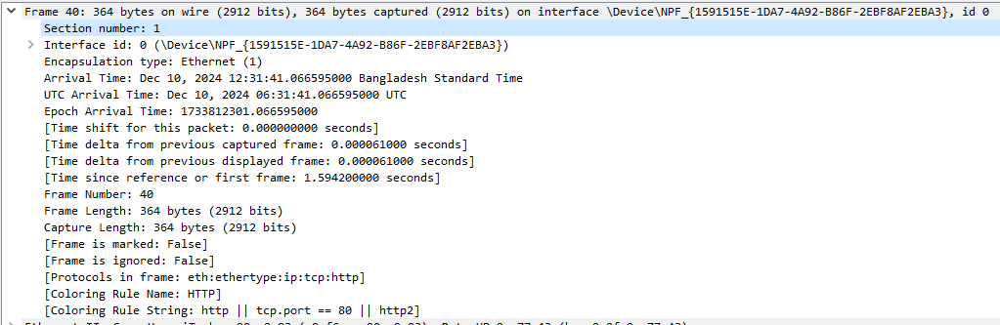 Frame 40: 364 bytes on wire (2912 bits), 364 bytes captured (2912 bits) on interface \Device\NPF_{1591515E-1DA7-4A92-B86F-2EBF8AF2EBA3}, id 0
Section number: 1
Interface id: 0 (\Device\NPF_{1591515E-1DA7-4A92-B86F-2EBF8AF2EBA3})
Encapsulation type: Ethernet (1)
Arrival Time: Dec 10, 2024 12:31:41.066595000 Bangladesh Standard Time
UTC Arrival Time: Dec 10, 2024 06:31:41.066595000 UTC
Epoch Arrival Time: 1733812301.066595000
[Time shift for this packet: 0.000000000 seconds]
[Time delta from previous captured frame: 0.000061000 seconds]
[Time delta from previous displayed frame: 0.000061000 seconds]
[Time since reference or first frame: 1.594200000 seconds]
Frame Number: 40
Frame Length: 364 bytes (2912 bits)
Capture Length: 364 bytes (2912 bits)
[Frame is marked: False]
[Frame is ignored: False]
[Protocols in frame: eth:ethertype:ip:tcp:http]
[Coloring Rule Name: HTTP]
[Coloring Rule String: http || tcp.port == 80 || http2]